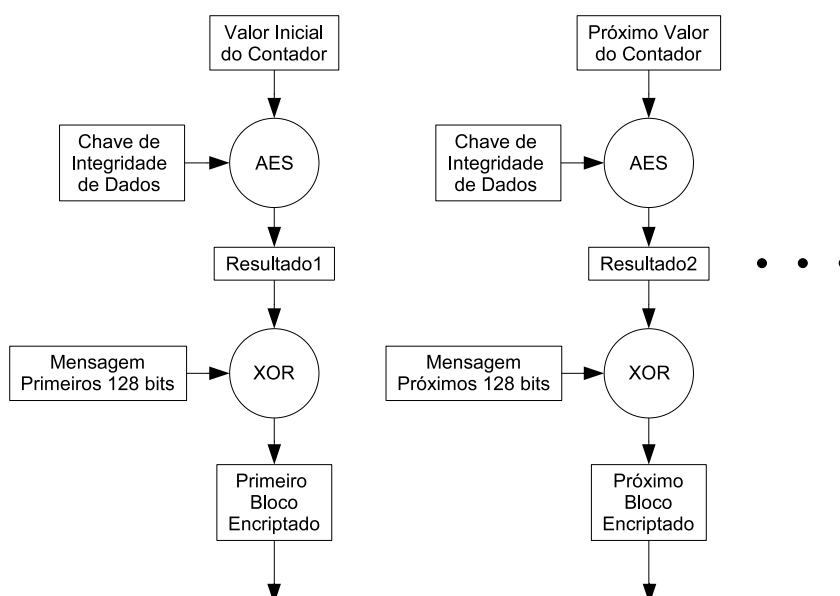 Valor Inicial
do Contador
Chave de
Integridade
de Dados
AES
Resultado1
Mensagem
Primeiros 128 bits
XOR
Primeiro
Bloco
Encriptado
Próximo Valor
do Contador
Chave de
Integridade
de Dados
AES
Resultado2
Mensagem
Próximos 128 bits
XOR
Próximo
Bloco
Encriptado